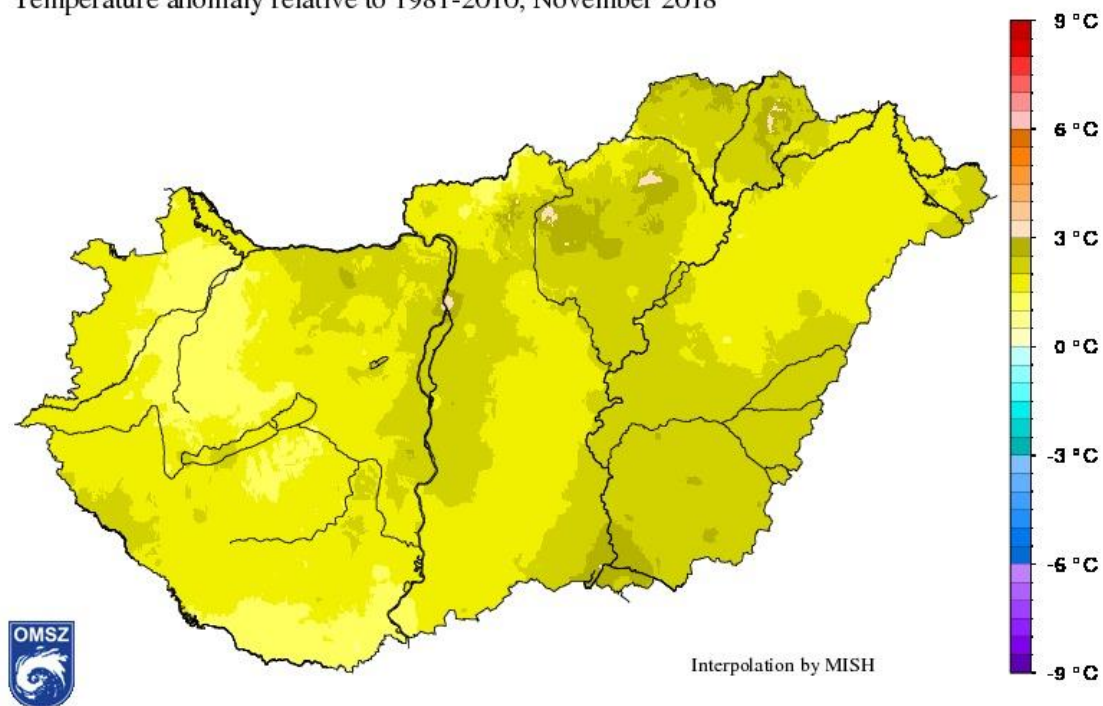 Temperature anomaly relative to 1981-2010, November 2018
9 °C
6 °C
3 °C
0 °C
-3 °C
-6 °C
-9 °C
OMSZ
Interpolation by MISH